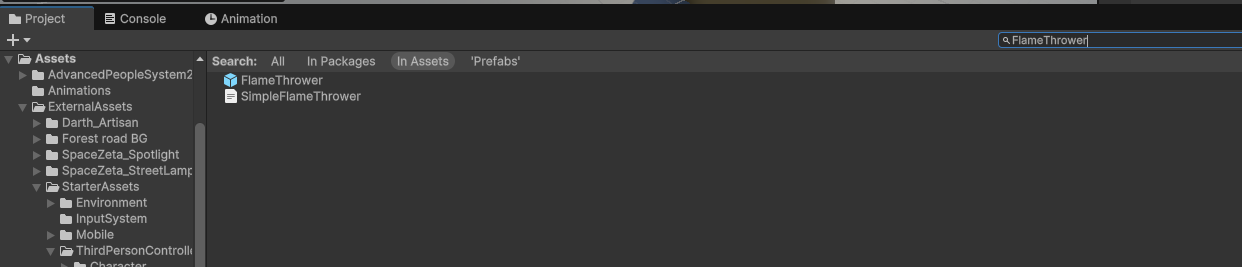 Project Console Animation
FlameThrower
Assets
AdvancedPeopleSystem2
Animations
ExternalAssets
Darth_Artisan
Forest road BG
SpaceZeta_Spotlight
SpaceZeta_StreetLamp
StarterAssets
Environment
InputSystem
Mobile
ThirdPersonControlle
Character
Search: All In Packages In Assets 'Prefabs'
FlameThrower
SimpleFlameThrower